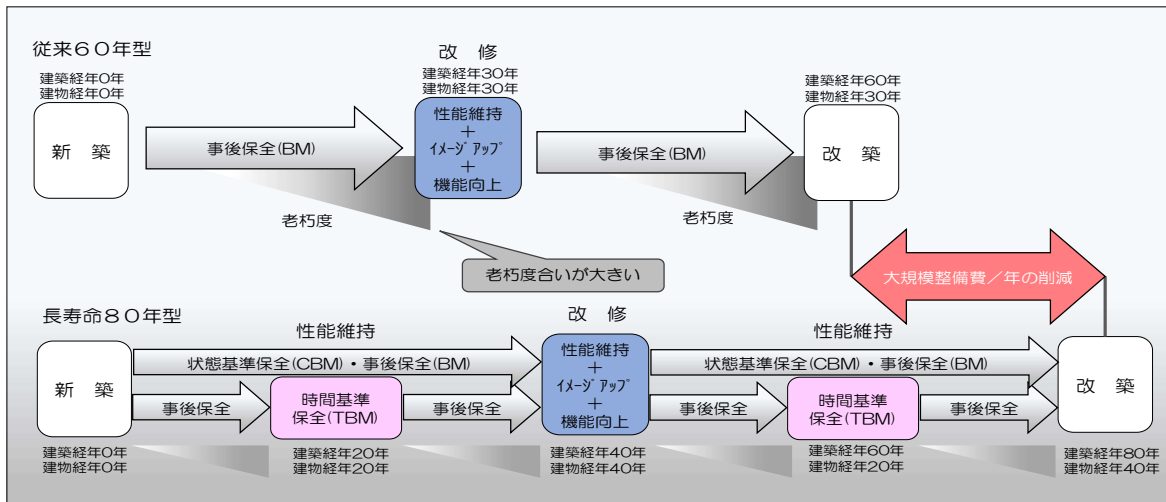 従来６０年型
建築経年0年
建物経年0年
新　築
事後保全(BM)
老朽度
改　修
建築経年30年
建物経年30年
性能維持
＋
ｲﾒｰｼﾞｱｯﾌﾟ
＋
機能向上
事後保全(BM)
老朽度
建築経年60年
建物経年30年
改　築
老朽度合いが大きい
大規模整備費／年の削減
長寿命８０年型
新　築
建築経年0年
建物経年0年
性能維持
状態基準保全(CBM)・事後保全(BM)
事後保全
時間基準
保全(TBM)
建築経年20年
建物経年20年
事後保全
改　修
性能維持
＋
ｲﾒｰｼﾞｱｯﾌﾟ
＋
機能向上
建築経年40年
建物経年40年
性能維持
状態基準保全(CBM)・事後保全(BM)
事後保全
時間基準
保全(TBM)
建築経年60年
建物経年20年
事後保全
改　築
建築経年80年
建物経年40年